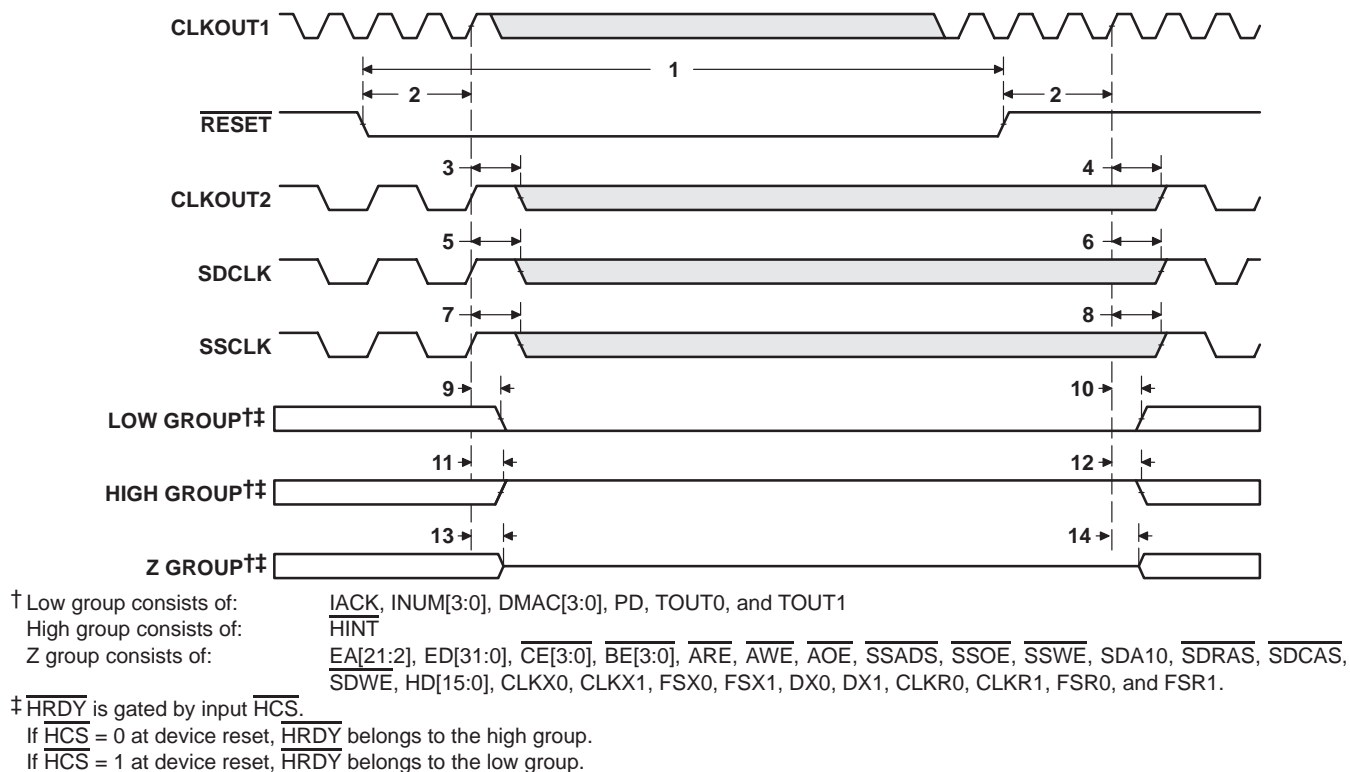 CLKOUT1
1
2 2
RESET
3 4
CLKOUT2
5 6
SDCLK
7 8
SSCLK
9 10
LOW GROUP†‡
11 12
HIGH GROUP†‡
13 14
Z GROUP†‡
† Low group consists of: IACK, INUM[3:0], DMAC[3:0], PD, TOUT0, and TOUT1
High group consists of: HINT
Z group consists of: EA[21:2], ED[31:0], CE[3:0], BE[3:0], ARE, AWE, AOE, SSADS, SSOE, SSWE, SDA10, SDRAS, SDCAS,
SDWE, HD[15:0], CLKX0, CLKX1, FSX0, FSX1, DX0, DX1, CLKR0, CLKR1, FSR0, and FSR1.
‡ HRDY is gated by input HCS.
If HCS = 0 at device reset, HRDY belongs to the high group.
If HCS = 1 at device reset, HRDY belongs to the low group.